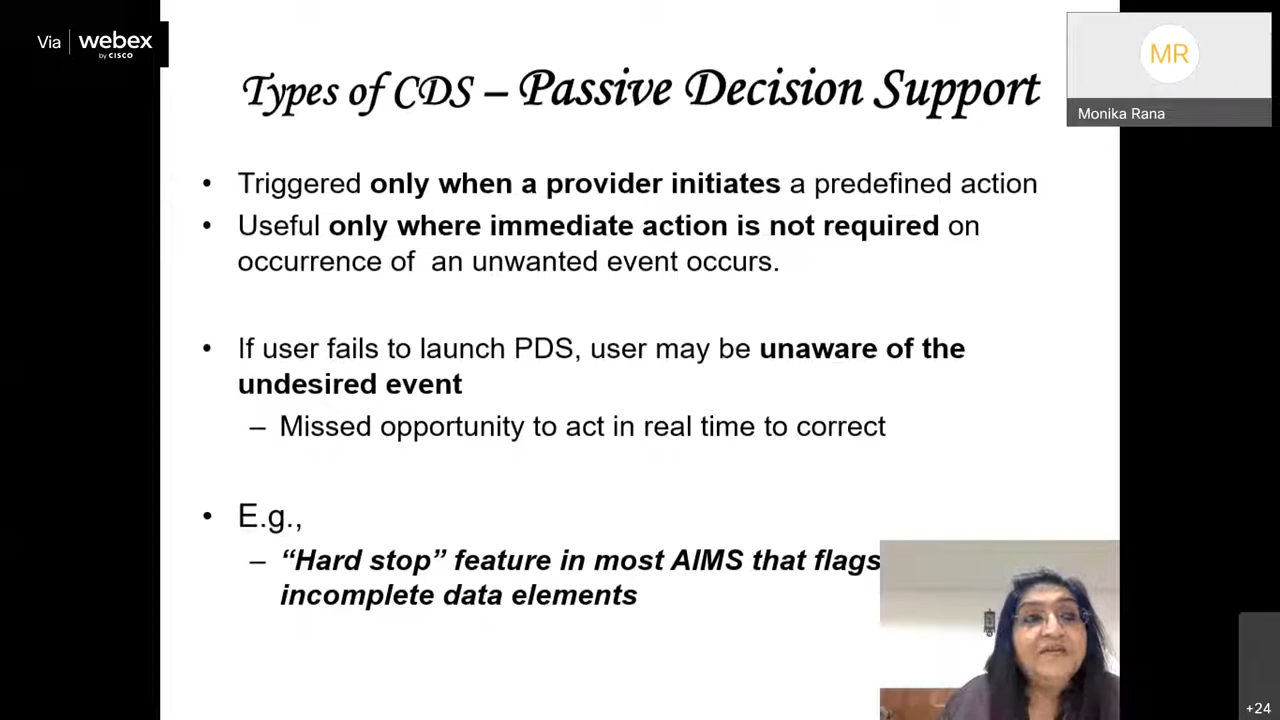 Via webex
by CISCO
MR
Monika Rana
Types of CDS – Passive Decision Support
• Triggered only when a provider initiates a predefined action
• Useful only where immediate action is not required on
occurrence of an unwanted event occurs.
• If user fails to launch PDS, user may be unaware of the
undesired event
– Missed opportunity to act in real time to correct
• E.g.,
– “Hard stop” feature in most AIMS that flags
incomplete data elements
+24